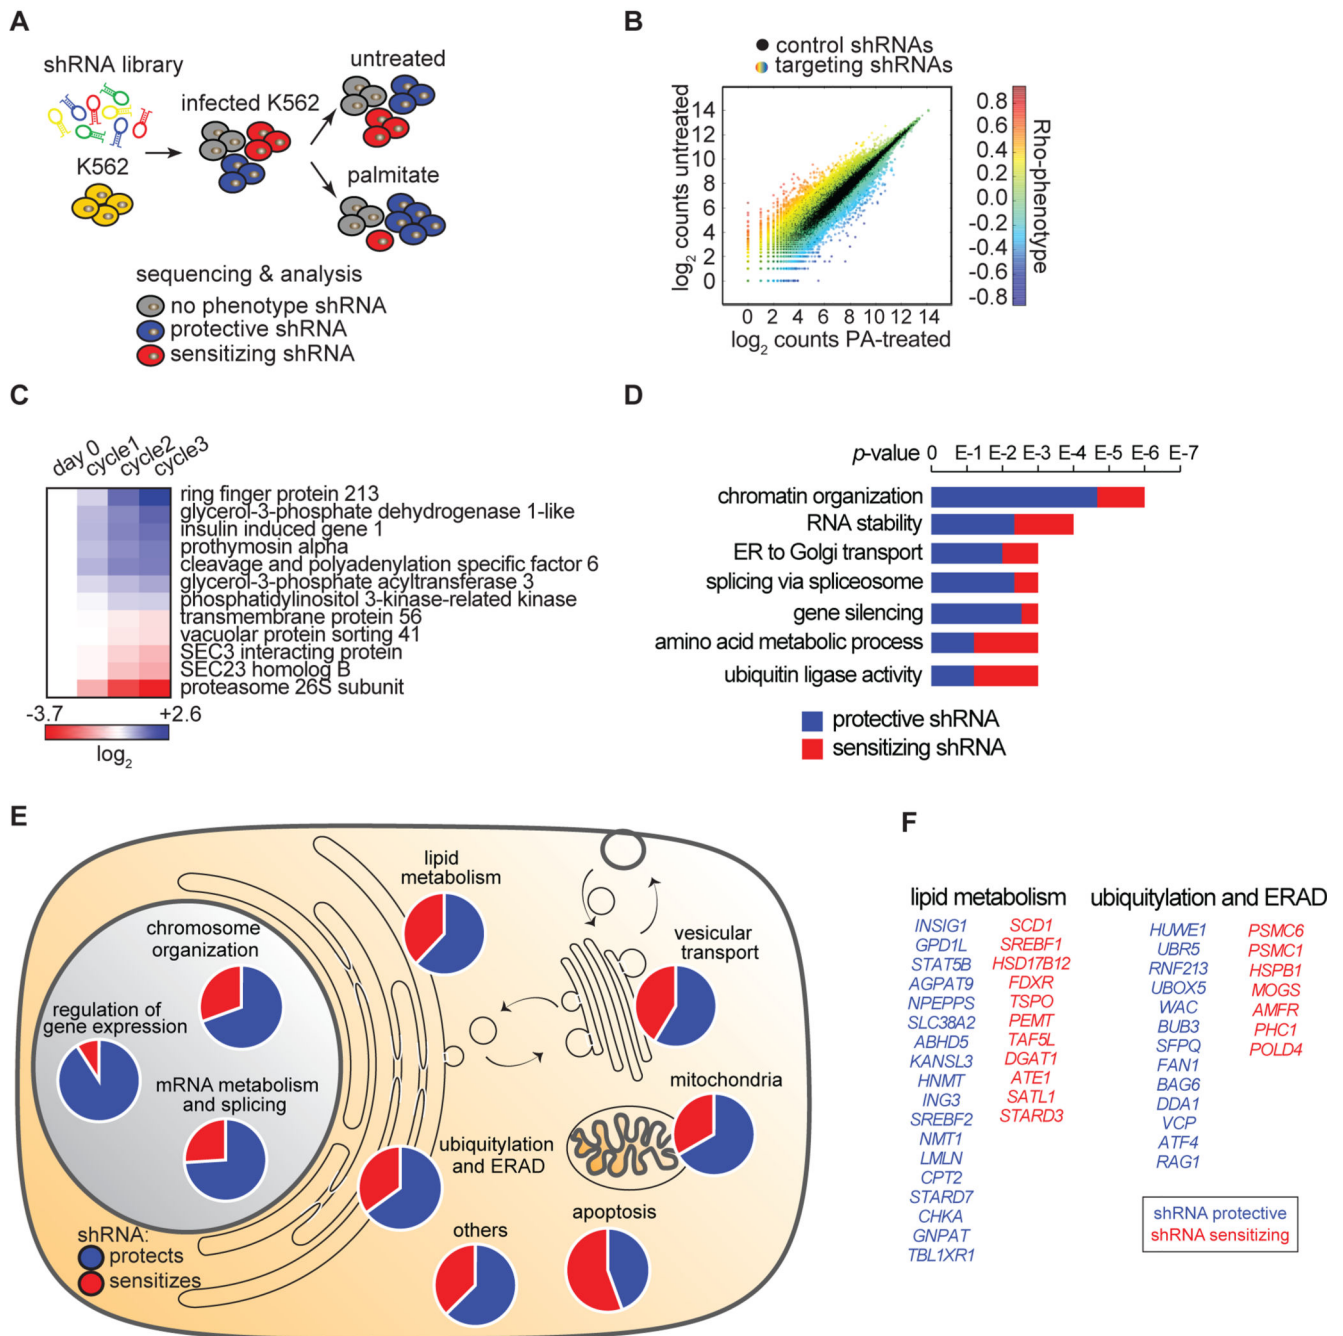 A
shRNA library
K562
infected K562
untreated
palmitate
sequencing & analysis
no phenotype shRNA
protective shRNA
sensitizing shRNA
B
control shRNAs
targeting shRNAs
log2 counts untreated
14
12
10
8
6
4
2
0
0 2 4 6 8 10 12 14
log2 counts PA-treated
0.8
0.6
0.4
0.2
0.0
-0.2
-0.4
-0.6
-0.8
Rho-phenotype
C
day 0 cycle1 cycle2 cycle3
ring finger protein 213
glycerol-3-phosphate dehydrogenase 1-like
insulin induced gene 1
prothymosin alpha
cleavage and polyadenylation specific factor 6
glycerol-3-phosphate acyltransferase 3
phosphatidylinositol 3-kinase-related kinase
transmembrane protein 56
vacuolar protein sorting 41
SEC3 interacting protein
SEC23 homolog B
proteasome 26S subunit
-3.7 +2.6
log2
D
p-value 0 E-1 E-2 E-3 E-4 E-5 E-6 E-7
chromatin organization
RNA stability
ER to Golgi transport
splicing via spliceosome
gene silencing
amino acid metabolic process
ubiquitin ligase activity
protective shRNA
sensitizing shRNA
E
lipid
metabolism
chromosome
organization
regulation of
gene expression
mRNA metabolism
and splicing
vesicular
transport
mitochondria
ubiquitylation
and ERAD
others
apoptosis
shRNA:
protects
sensitizes
F
lipid metabolism
INSIG1
GPD1L
STAT5B
AGPAT9
NPEPPS
SLC38A2
ABHD5
KANSL3
HNMT
ING3
SREBF2
NMT1
LMLN
CPT2
STARD7
CHKA
GNPAT
TBL1XR1
SCD1
SREBF1
HSD17B12
FDXR
TSPO
PEMT
TAF5L
DGAT1
ATE1
SATL1
STARD3
ubiquitylation and ERAD
HUWE1
UBR5
RNF213
UBOX5
WAC
BUB3
SFPQ
FAN1
BAG6
DDA1
VCP
ATF4
RAG1
PSMC6
PSMC1
HSPB1
MOGS
AMFR
PHC1
POLD4
shRNA protective
shRNA sensitizing